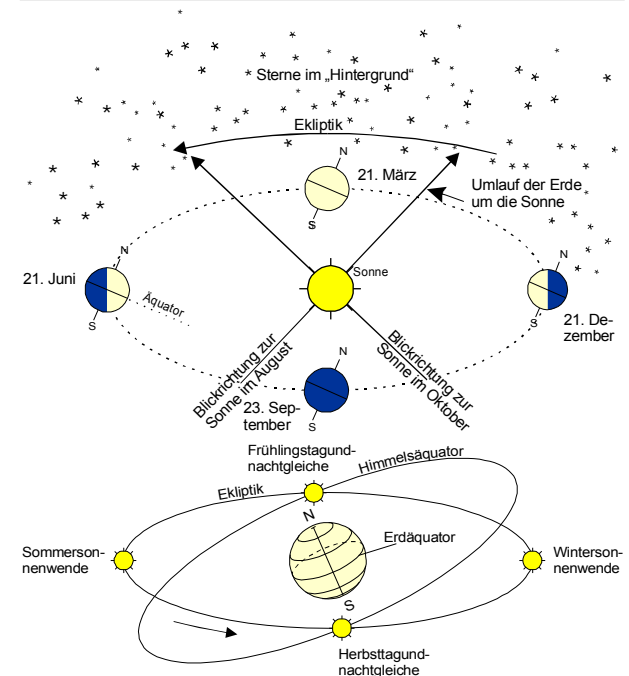 * Sterne im „Hintergrund“
Ekliptik
N
21. März
S
Umlauf der Erde
um die Sonne
N
21. Juni
S
Äquator
Sonne
N
S
21. De-
zember
Blickrichtung zur
Sonne im August
Blickrichtung zur
Sonne im Oktober
N
23. Sep-
tember
S
Frühlingstagund-
nachtgleiche
Himmelsäquator
Ekliptik
N
Erdäquator
S
Sommerson-
nenwende
Winterson-
nenwende
Herbsttagund-
nachtgleiche